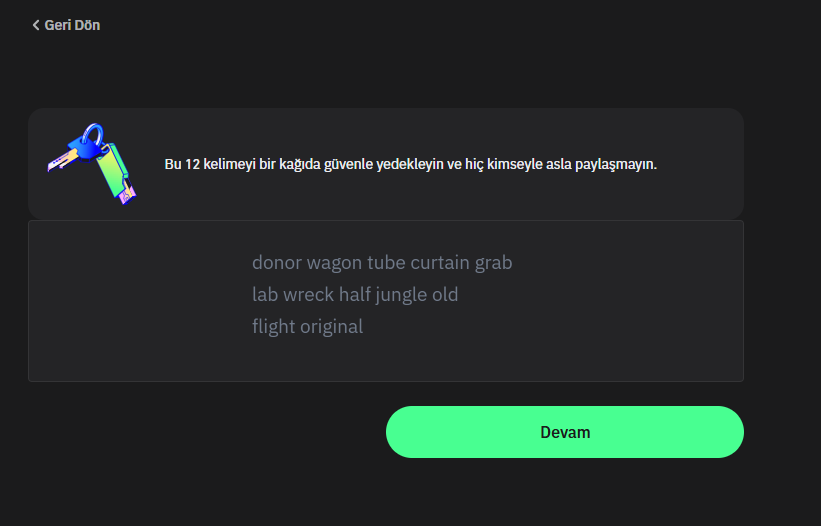 Geri Dön
Bu 12 kelimeyi bir kağıda güvenle yedekleyin ve hiç kimseyle asla paylaşmayın.
donor wagon tube curtain grab
lab wreck half jungle old
flight original
Devam